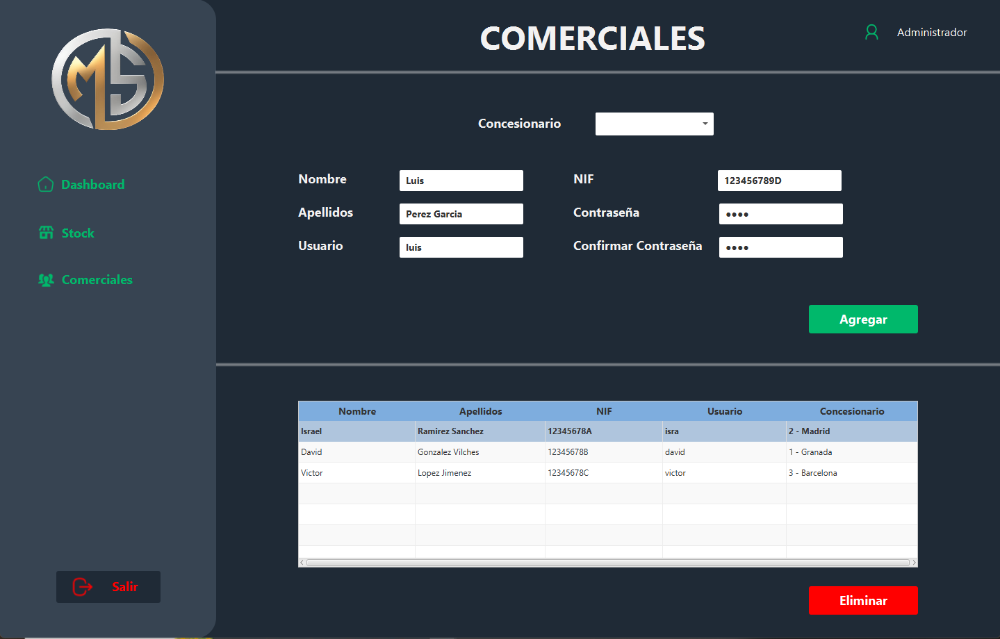 COMERCIALES
Administrador
Concesionario
Nombre Luis NIF 123456789D
Apellidos Perez Garcia Contraseña ●●●●
Usuario luis Confirmar Contraseña ●●●●
Dashboard
Stock
Comerciales
Agregar
Nombre Apellidos NIF Usuario Concesionario
Israel Ramirez Sanchez 12345678A isra 2 - Madrid
David Gonzalez Vilches 12345678B david 1 - Granada
Victor Lopez Jimenez 12345678C victor 3 - Barcelona
Salir
Eliminar